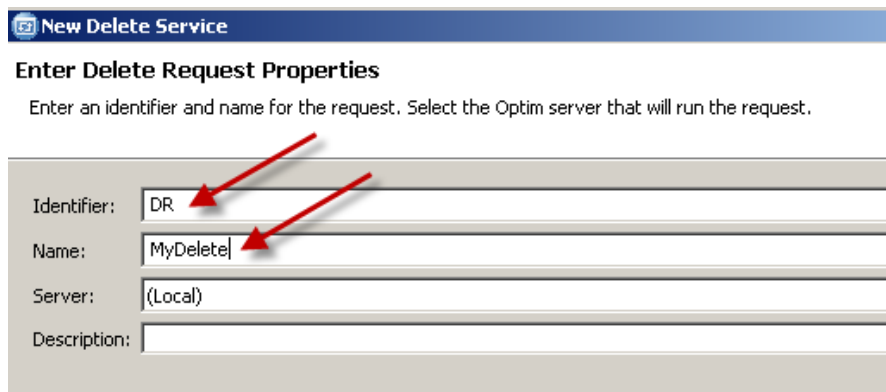 New Delete Service
Enter Delete Request Properties
Enter an identifier and name for the request. Select the Optim server that will run the request.
Identifier: DR
Name: MyDelete
Server: (Local)
Description: